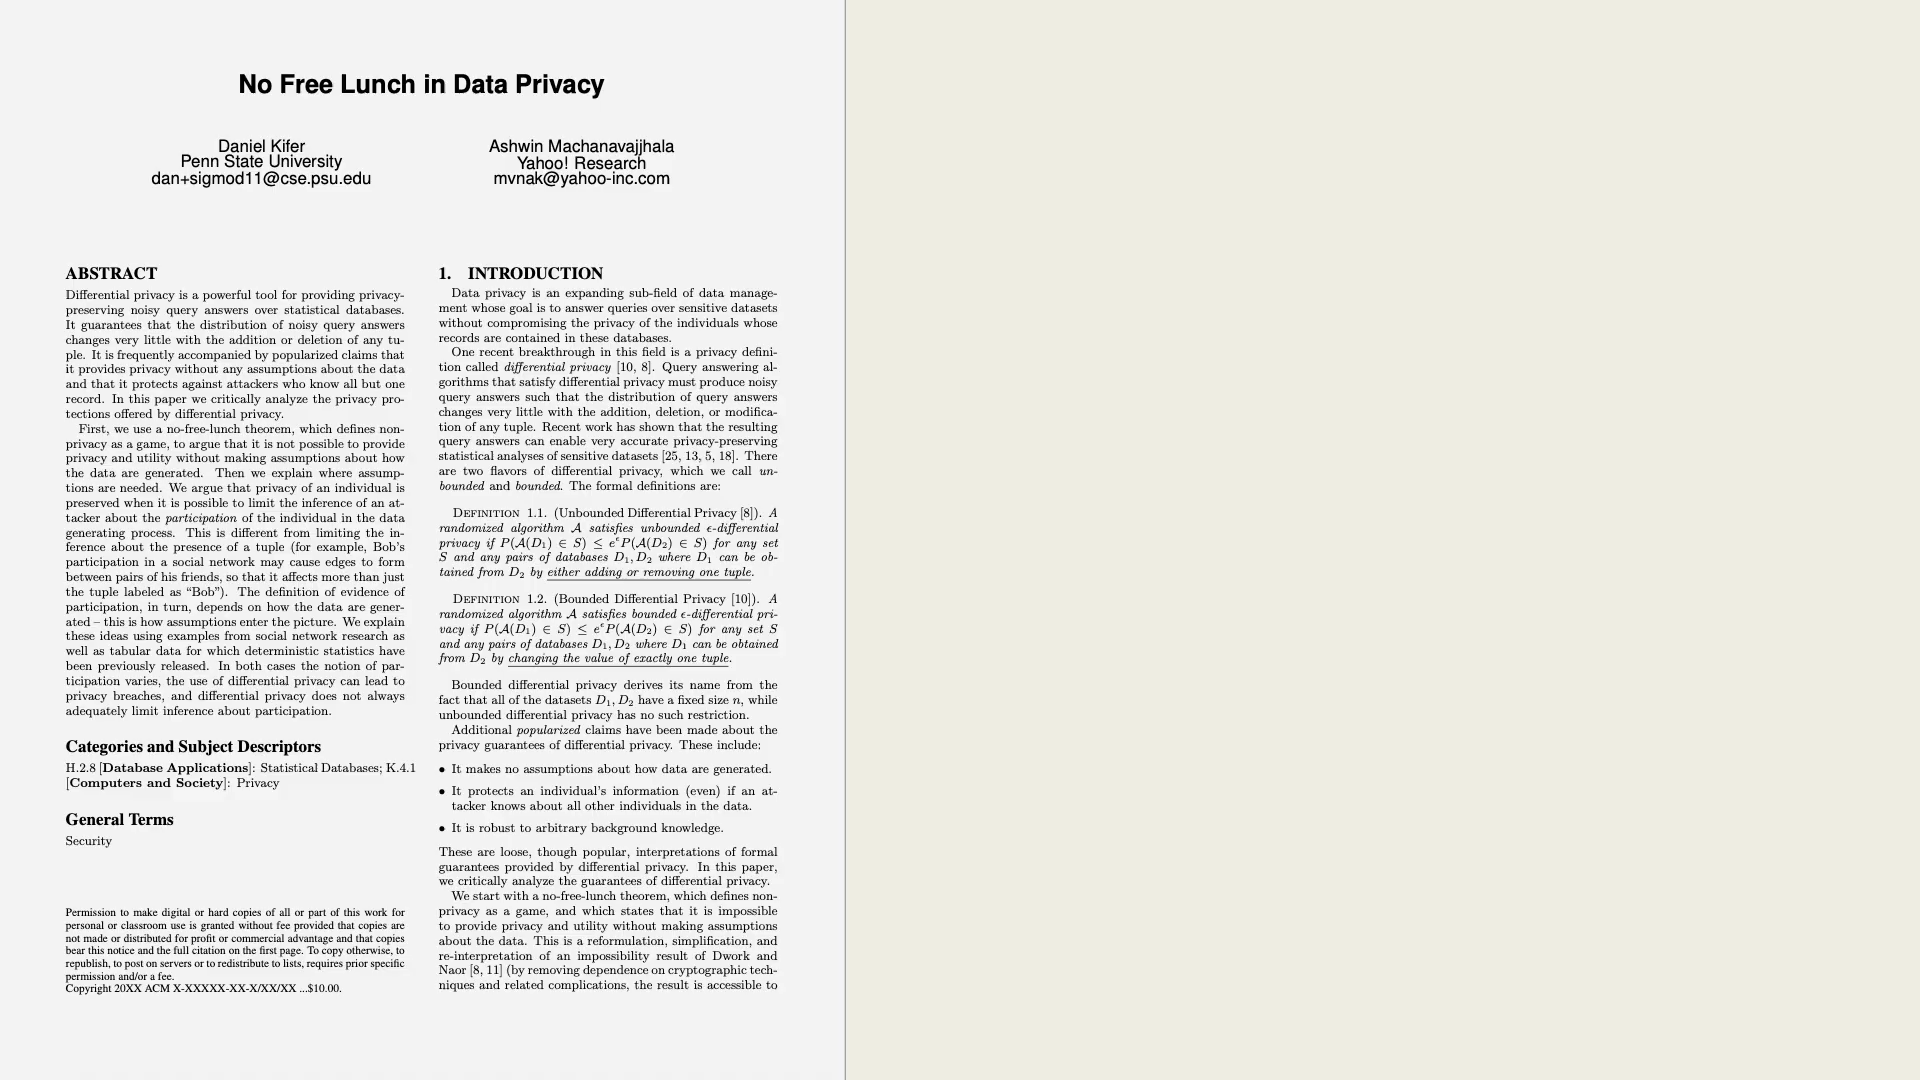 No Free Lunch in Data Privacy
Daniel Kifer
Penn State University
dan+sigmod11@cse.psu.edu
Ashwin Machanavajjhala
Yahoo! Research
mvnak@yahoo-inc.com
ABSTRACT
Differential privacy is a powerful tool for providing privacy-
preserving noisy query answers over statistical databases.
It guarantees that the distribution of noisy query answers
changes very little with the addition or deletion of any tu-
ple. It is frequently accompanied by popularized claims that
it provides privacy without any assumptions about the data
and that it protects against attackers who know all but one
record. In this paper we critically analyze the privacy pro-
tections offered by differential privacy.
First, we use a no-free-lunch theorem, which defines non-
privacy as a game, to argue that it is not possible to provide
privacy and utility without making assumptions about how
the data are generated. Then we explain where assump-
tions are needed. We argue that privacy of an individual is
preserved when it is possible to limit the inference of an at-
tacker about the participation of the individual in the data
generating process. This is different from limiting the in-
ference about the presence of a tuple (for example, Bob's
participation in a social network may cause edges to form
between pairs of his friends, so that it affects more than just
the tuple labeled as “Bob”). The definition of evidence of
participation, in turn, depends on how the data are gener-
ated – this is how assumptions enter the picture. We explain
these ideas using examples from social network research as
well as tabular data for which deterministic statistics have
been previously released. In both cases the notion of par-
ticipation varies, the use of differential privacy can lead to
privacy breaches, and differential privacy does not always
adequately limit inference about participation.
Categories and Subject Descriptors
H.2.8 [Database Applications]: Statistical Databases; K.4.1
[Computers and Society]: Privacy
General Terms
Security
Permission to make digital or hard copies of all or part of this work for
personal or classroom use is granted without fee provided that copies are
not made or distributed for profit or commercial advantage and that copies
bear this notice and the full citation on the first page. To copy otherwise, to
republish, to post on servers or to redistribute to lists, requires prior specific
permission and/or a fee.
Copyright 20XX ACM X-XXXXX-XX-X/XX/XX ...$10.00.
1. INTRODUCTION
Data privacy is an expanding sub-field of data manage-
ment whose goal is to answer queries over sensitive datasets
without compromising the privacy of the individuals whose
records are contained in these databases.
One recent breakthrough in this field is a privacy defini-
tion called differential privacy [10, 8]. Query answering al-
gorithms that satisfy differential privacy must produce noisy
query answers such that the distribution of query answers
changes very little with the addition, deletion, or modifica-
tion of any tuple. Recent work has shown that the resulting
query answers can enable very accurate privacy-preserving
statistical analyses of sensitive datasets [25, 13, 5, 18]. There
are two flavors of differential privacy, which we call un-
bounded and bounded. The formal definitions are:
DEFINITION 1.1. (Unbounded Differential Privacy [8]). A
randomized algorithm A satisfies unbounded ϵ-differential
privacy if P(A(D₁) ∈ S) ≤ e^ϵ P(A(D₂) ∈ S) for any set
S and any pairs of databases D₁, D₂ where D₁ can be ob-
tained from D₂ by either adding or removing one tuple.
DEFINITION 1.2. (Bounded Differential Privacy [10]). A
randomized algorithm A satisfies bounded ϵ-differential pri-
vacy if P(A(D₁) ∈ S) ≤ e^ϵ P(A(D₂) ∈ S) for any set S
and any pairs of databases D₁, D₂ where D₁ can be obtained
from D₂ by changing the value of exactly one tuple.
Bounded differential privacy derives its name from the
fact that all of the datasets D₁, D₂ have a fixed size n, while
unbounded differential privacy has no such restriction.
Additional popularized claims have been made about the
privacy guarantees of differential privacy. These include:
• It makes no assumptions about how data are generated.
• It protects an individual's information (even) if an at-
tacker knows about all other individuals in the data.
• It is robust to arbitrary background knowledge.
These are loose, though popular, interpretations of formal
guarantees provided by differential privacy. In this paper,
we critically analyze the guarantees of differential privacy.
We start with a no-free-lunch theorem, which defines non-
privacy as a game, and which states that it is impossible
to provide privacy and utility without making assumptions
about the data. This is a reformulation, simplification, and
re-interpretation of an impossibility result of Dwork and
Naor [8, 11] (by removing dependence on cryptographic tech-
niques and related complications, the result is accessible to